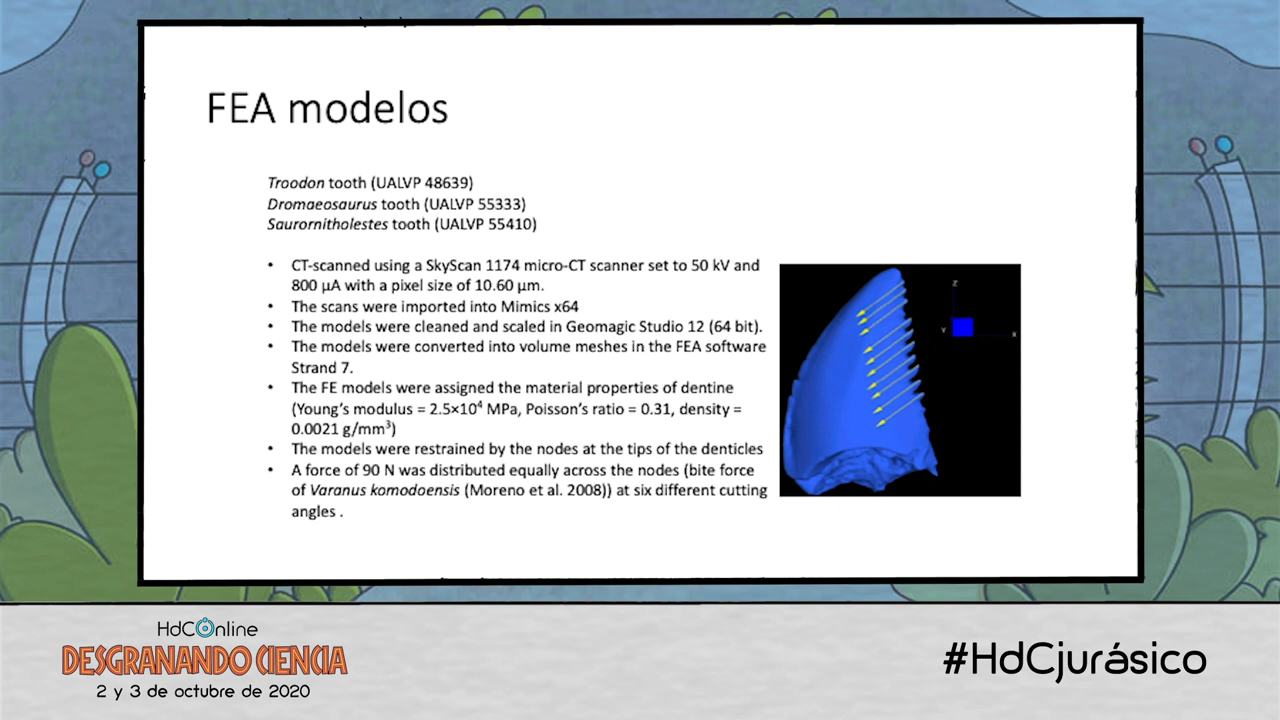 FEA modelos
Troodon tooth (UALVP 48639)
Dromaeosaurus tooth (UALVP 55333)
Saurornitholestes tooth (UALVP 55410)
• CT-scanned using a SkyScan 1174 micro-CT scanner set to 50 kV and
800 µA with a pixel size of 10.60 µm.
• The scans were imported into Mimics x64
• The models were cleaned and scaled in Geomagic Studio 12 (64 bit).
• The models were converted into volume meshes in the FEA software
Strand 7.
• The FE models were assigned the material properties of dentine
(Young's modulus = 2.5×10⁴ MPa, Poisson's ratio = 0.31, density =
0.0021 g/mm³)
• The models were restrained by the nodes at the tips of the denticles
• A force of 90 N was distributed equally across the nodes (bite force
of Varanus komodoensis (Moreno et al. 2008)) at six different cutting
angles .
Z
Y
X
HdCOnline
DESGRANANDO CIENCIA
2 y 3 de octubre de 2020
#HdCjurásico